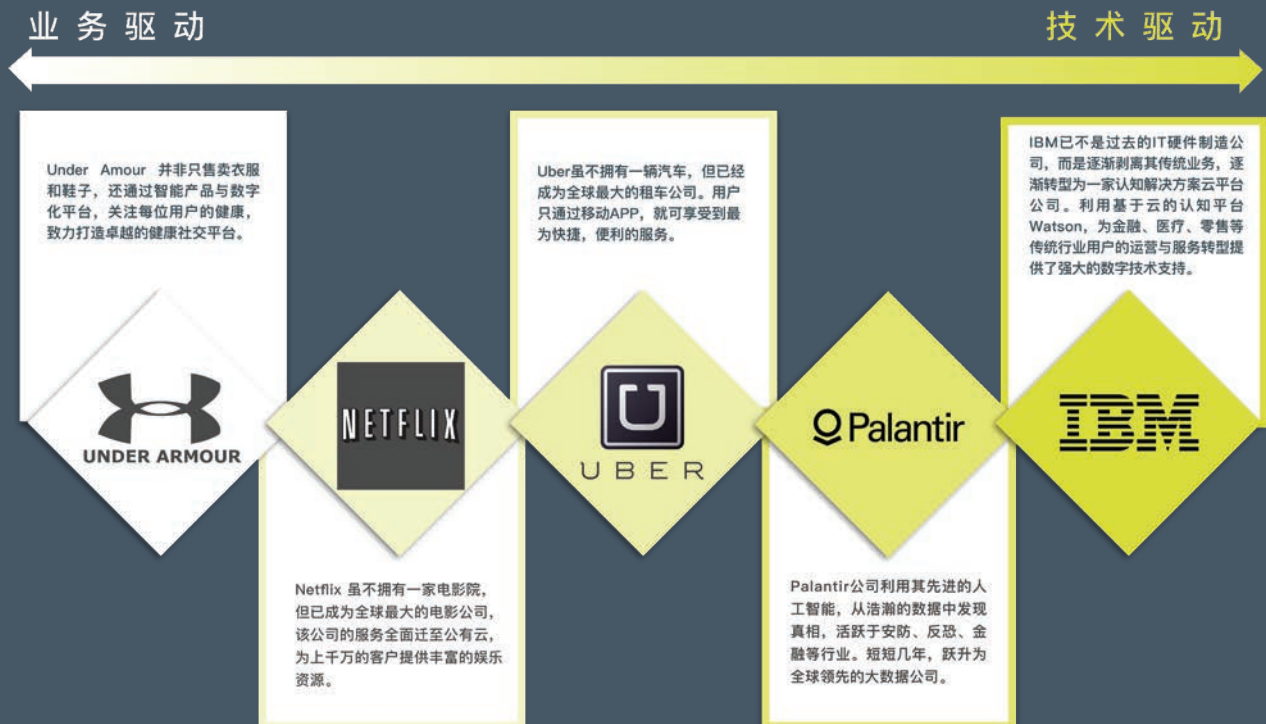 业务驱动
技术驱动
Under Amour 并非只售卖衣服
和鞋子，还通过智能产品与数字
化平台，关注每位用户的健康，
致力打造卓越的健康社交平台。
UNDER ARMOUR
NETFLIX
Netflix 虽不拥有一家电影院，
但已成为全球最大的电影公司，
该公司的服务全面迁至公有云，
为上千万的客户提供丰富的娱乐
资源。
Uber虽不拥有一辆汽车，但已经
成为全球最大的租车公司。用户
只通过移动APP，就可享受到最
为快捷，便利的服务。
U
UBER
Palantir
Palantir公司利用其先进的人
工智能，从浩瀚的数据中发现
真相，活跃于安防、反恐、金
融等行业。短短几年，跃升为
全球领先的大数据公司。
IBM已不是过去的IT硬件制造公
司，而是逐渐剥离其传统业务，逐
渐转型为一家认知解决方案云平台
公司。利用基于云的认知平台
Watson，为金融、医疗、零售等
传统行业用户的运营与服务转型提
供了强大的数字技术支持。
IBM